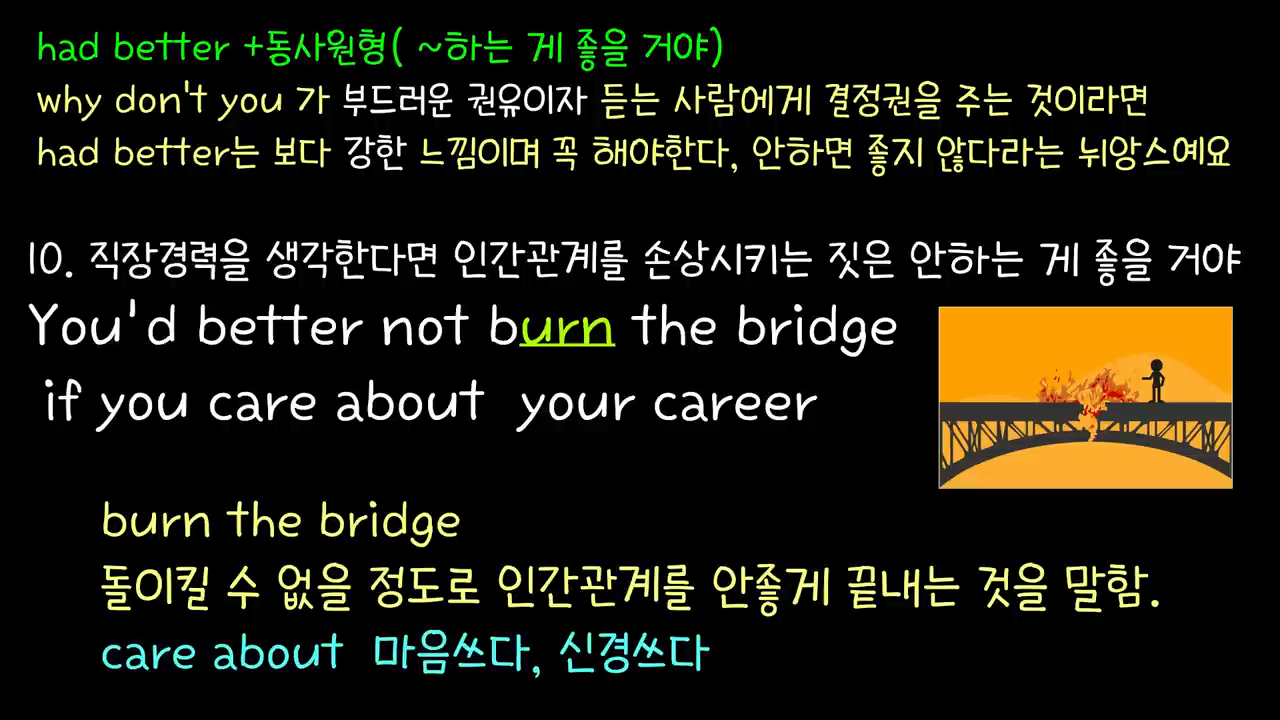 had better +동사원형( ~하는 게 좋을 거야)
why don't you 가 부드러운 권유이자 듣는 사람에게 결정권을 주는 것이라면
had better는 보다 강한 느낌이며 꼭 해야한다, 안하면 좋지 않다라는 뉘앙스예요
10. 직장경력을 생각한다면 인간관계를 손상시키는 짓은 안하는 게 좋을 거야
You'd better not burn the bridge
if you care about your career
burn the bridge
돌이킬 수 없을 정도로 인간관계를 안좋게 끝내는 것을 말함.
care about 마음쓰다, 신경쓰다